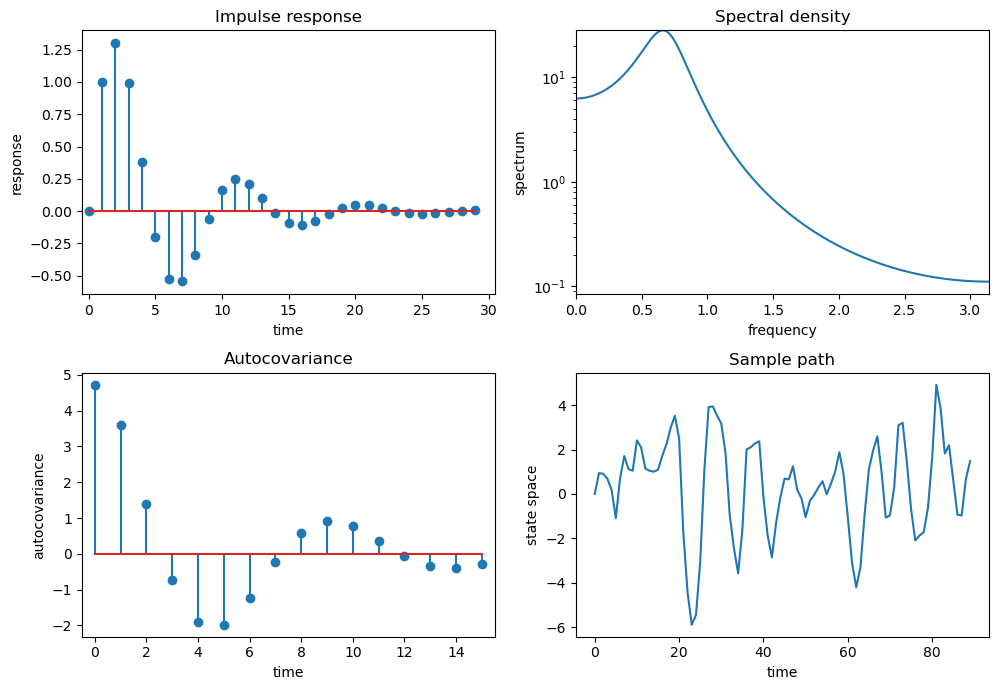 Impulse response
response
1.25
1.00
0.75
0.50
0.25
0.00
−0.25
−0.50
0 5 10 15 20 25 30
time
Spectral density
spectrum
10¹
10⁰
10⁻¹
0.0 0.5 1.0 1.5 2.0 2.5 3.0
frequency
Autocovariance
autocovariance
5
4
3
2
1
0
−1
−2
0 2 4 6 8 10 12 14
time
Sample path
state space
4
2
0
−2
−4
−6
0 20 40 60 80
time